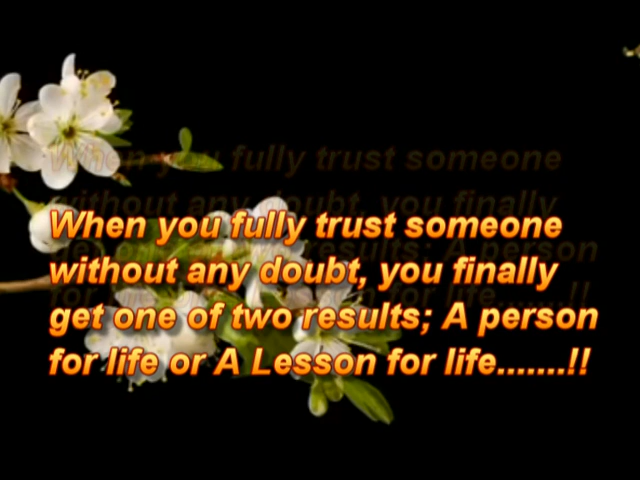 When you fully trust someone
without any doubt, you finally
get one of two results; A person
for life or A Lesson for life.......!!